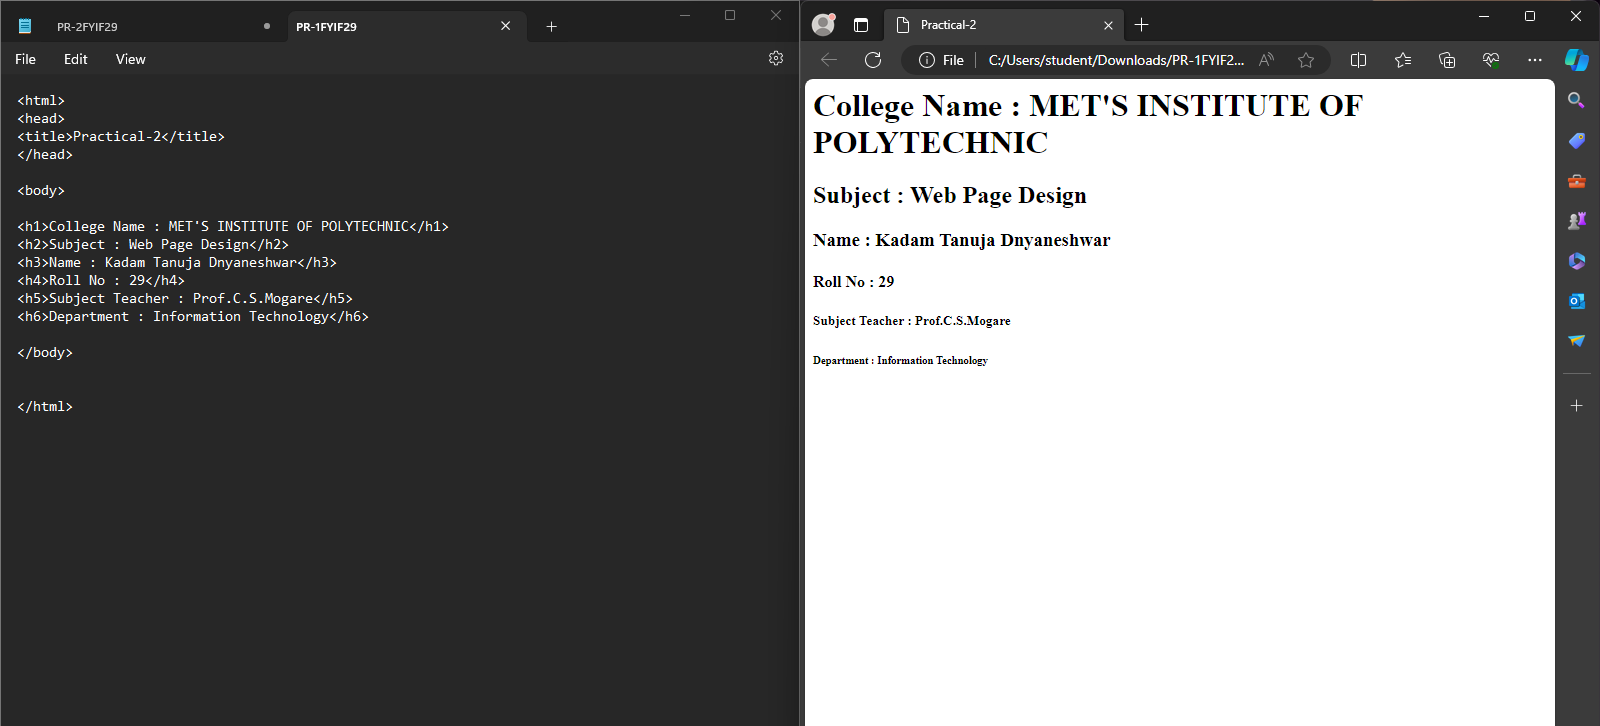 PR-2FYIF29
PR-1FYIF29
File Edit View
<html>
<head>
<title>Practical-2</title>
</head>
<body>
<h1>College Name : MET'S INSTITUTE OF POLYTECHNIC</h1>
<h2>Subject : Web Page Design</h2>
<h3>Name : Kadam Tanuja Dnyaneshwar</h3>
<h4>Roll No : 29</h4>
<h5>Subject Teacher : Prof.C.S.Mogare</h5>
<h6>Department : Information Technology</h6>
</body>
</html>
Practical-2
File C:/Users/student/Downloads/PR-1FYIF2...
College Name : MET'S INSTITUTE OF
POLYTECHNIC
Subject : Web Page Design
Name : Kadam Tanuja Dnyaneshwar
Roll No : 29
Subject Teacher : Prof.C.S.Mogare
Department : Information Technology